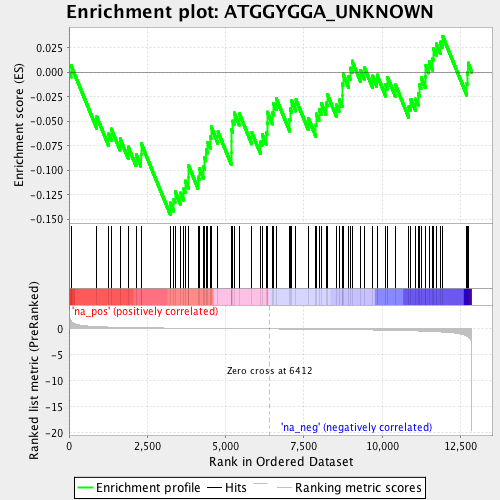 Enrichment plot: ATGGYGGA_UNKNOWN
Enrichment score (ES)
0.025
0.000
-0.025
-0.050
-0.075
-0.100
-0.125
-0.150
'na_pos' (positively correlated)
Ranked list metric (PreRanked)
0
-5
-10
-15
-20
Zero cross at 6412
'na_neg' (negatively correlated)
0
2,500
5,000
7,500
10,000
12,500
Rank in Ordered Dataset
Enrichment profile
Hits
Ranking metric scores